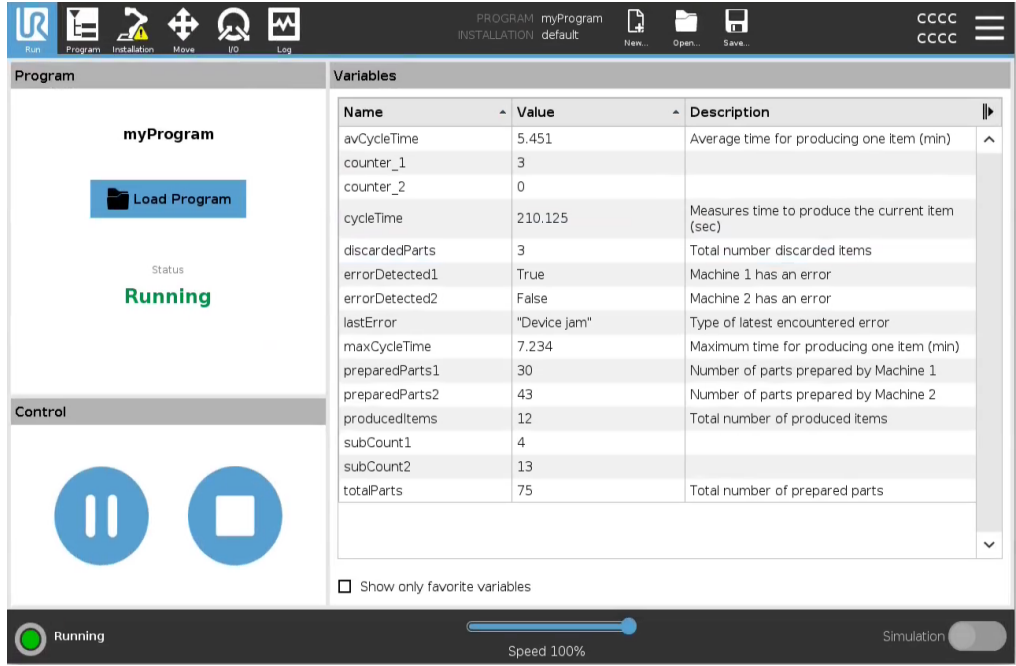 UR
PROGRAM myProgram
INSTALLATION default
CCCC
CCCC
Run Program Installation Move I/O Log New... Open... Save...
Program
myProgram
Load Program
Status
Running
Control
Variables
Name Value Description
avCycleTime 5.451 Average time for producing one item (min)
counter_1 3
counter_2 0
cycleTime 210.125 Measures time to produce the current item
(sec)
discardedParts 3 Total number discarded items
errorDetected1 True Machine 1 has an error
errorDetected2 False Machine 2 has an error
lastError "Device jam" Type of latest encountered error
maxCycleTime 7.234 Maximum time for producing one item (min)
preparedParts1 30 Number of parts prepared by Machine 1
preparedParts2 43 Number of parts prepared by Machine 2
producedItems 12 Total number of produced items
subCount1 4
subCount2 13
totalParts 75 Total number of prepared parts
Show only favorite variables
Running
Speed 100%
Simulation